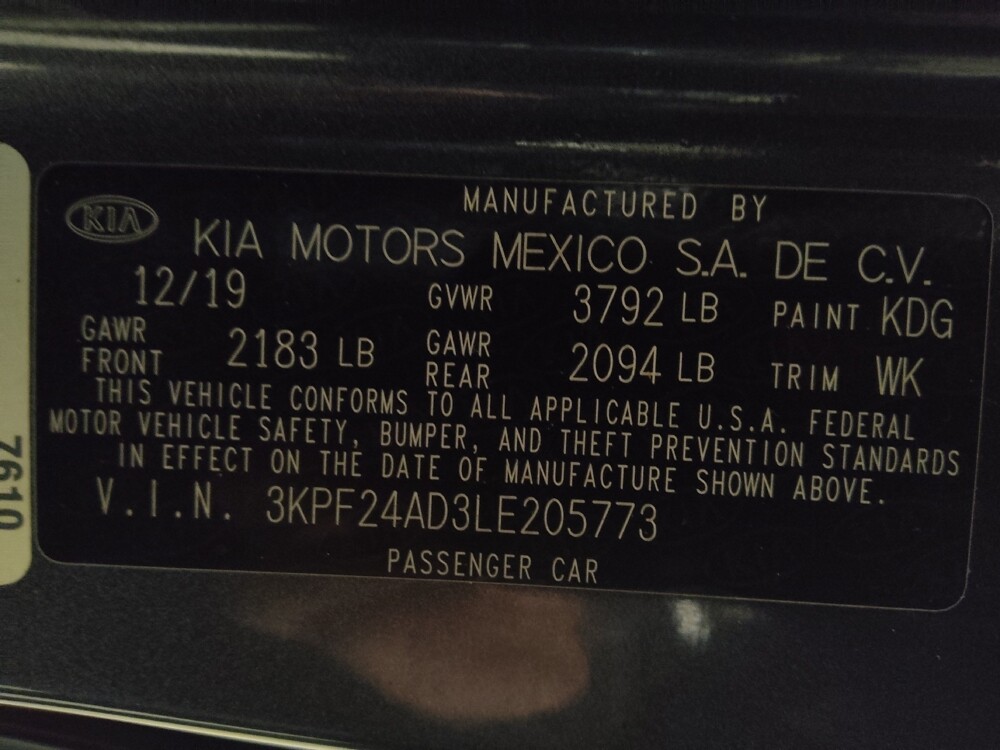 MANUFACTURED BY
KIA
KIA MOTORS MEXICO S.A. DE C.V.
12/19 GVWR 3792 LB PAINT KDG
GAWR FRONT 2183 LB GAWR REAR 2094 LB TRIM WK
THIS VEHICLE CONFORMS TO ALL APPLICABLE U.S.A. FEDERAL
MOTOR VEHICLE SAFETY, BUMPER, AND THEFT PREVENTION STANDARDS
IN EFFECT ON THE DATE OF MANUFACTURE SHOWN ABOVE.
V.I.N. 3KPF24AD3LE205773
PASSENGER CAR
7610